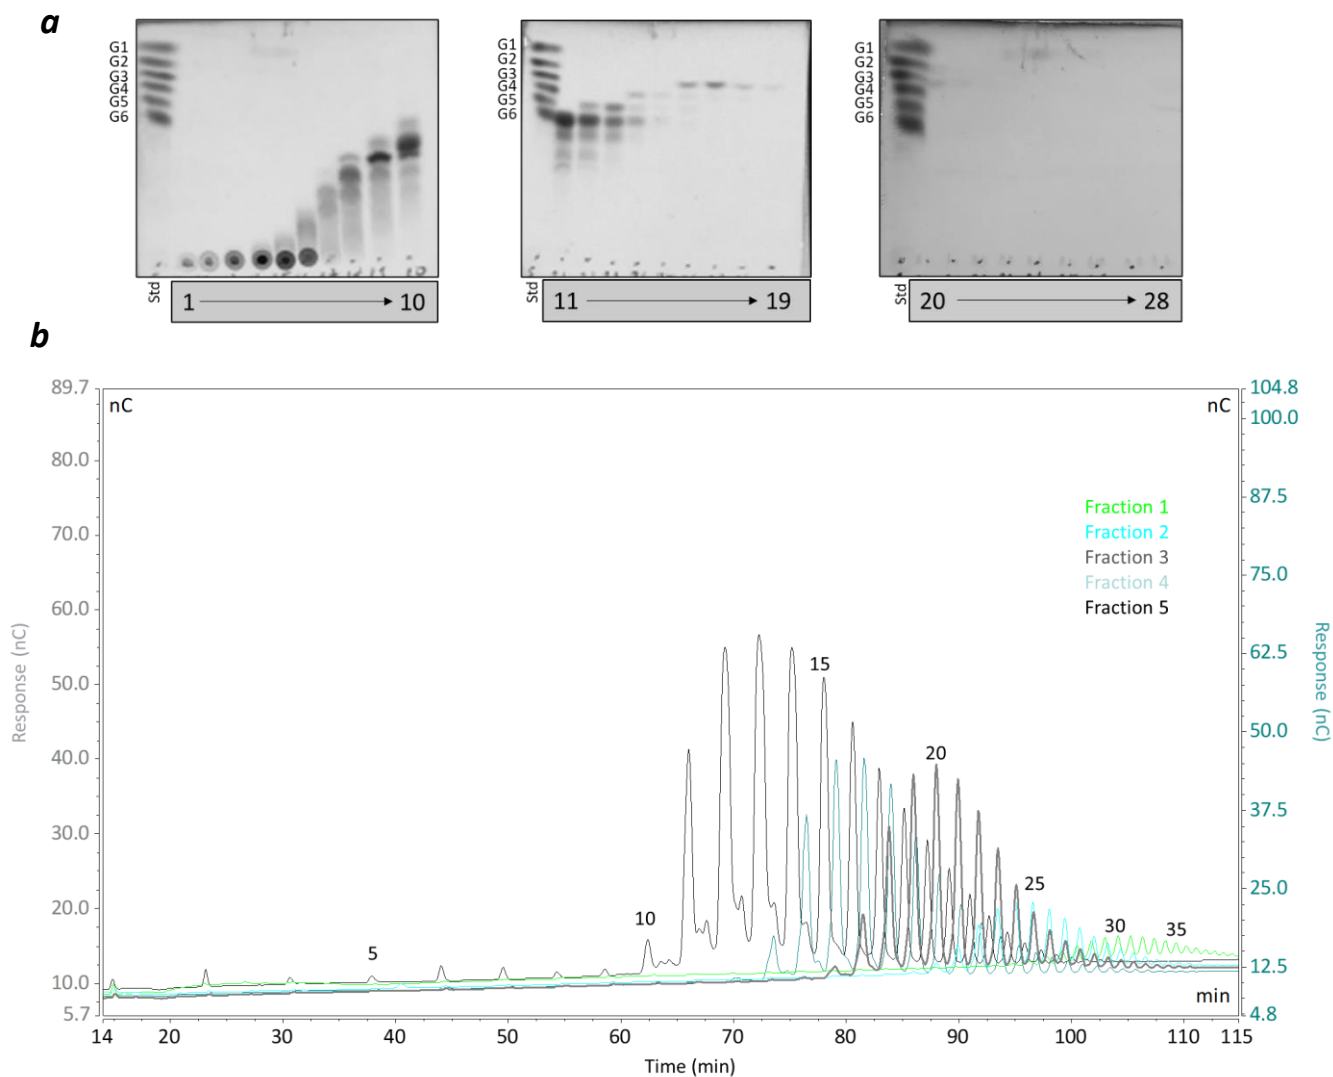 a
G1
G2
G3
G4
G5
G6
Std
1 10
G1
G2
G3
G4
G5
G6
Std
11 19
G1
G2
G3
G4
G5
G6
Std
20 28
b
89.7
80.0
70.0
60.0
50.0
40.0
30.0
20.0
10.0
5.7
Response (nC)
nC
nC
104.8
100.0
87.5
75.0
62.5
50.0
37.5
25.0
12.5
4.8
Response (nC)
Fraction 1
Fraction 2
Fraction 3
Fraction 4
Fraction 5
5
10
15
20
25
30
35
min
14 20 30 40 50 60 70 80 90 100 110 115
Time (min)